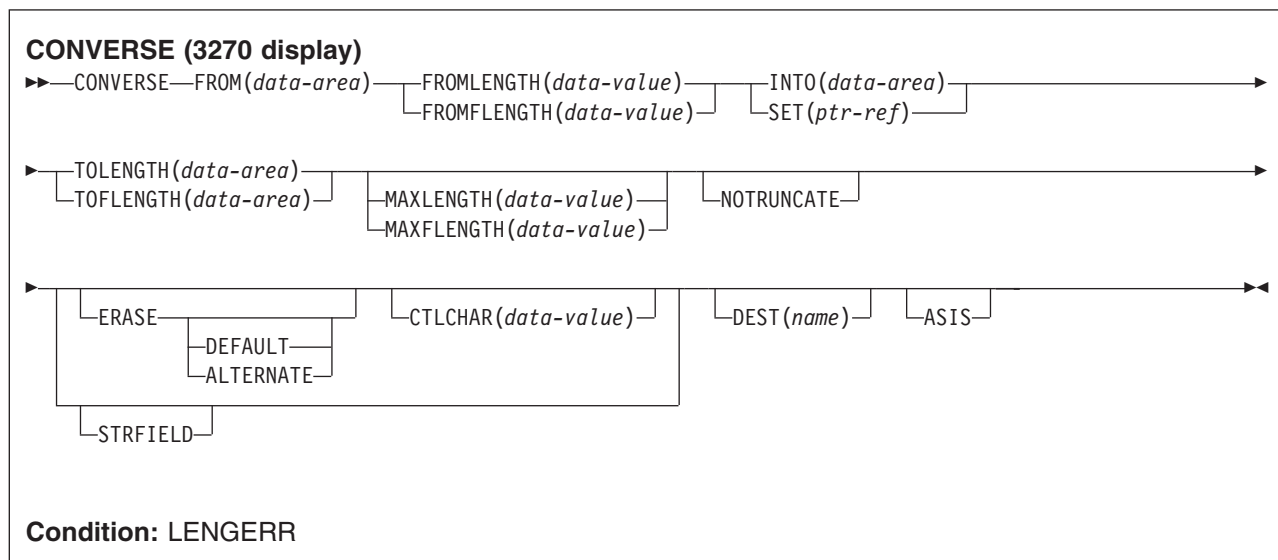 CONVERSE (3270 display)
CONVERSE FROM(data-area) FROMLENGTH(data-value) INTO(data-area)
FROMFLENGTH(data-value) SET(ptr-ref)
TOLENGTH(data-area)
TOFLENGTH(data-area) MAXLENGTH(data-value) NOTRUNCATE
MAXFLENGTH(data-value)
ERASE CTLCHAR(data-value) DEST(name) ASIS
DEFAULT
ALTERNATE
STRFIELD
Condition: LENGERR